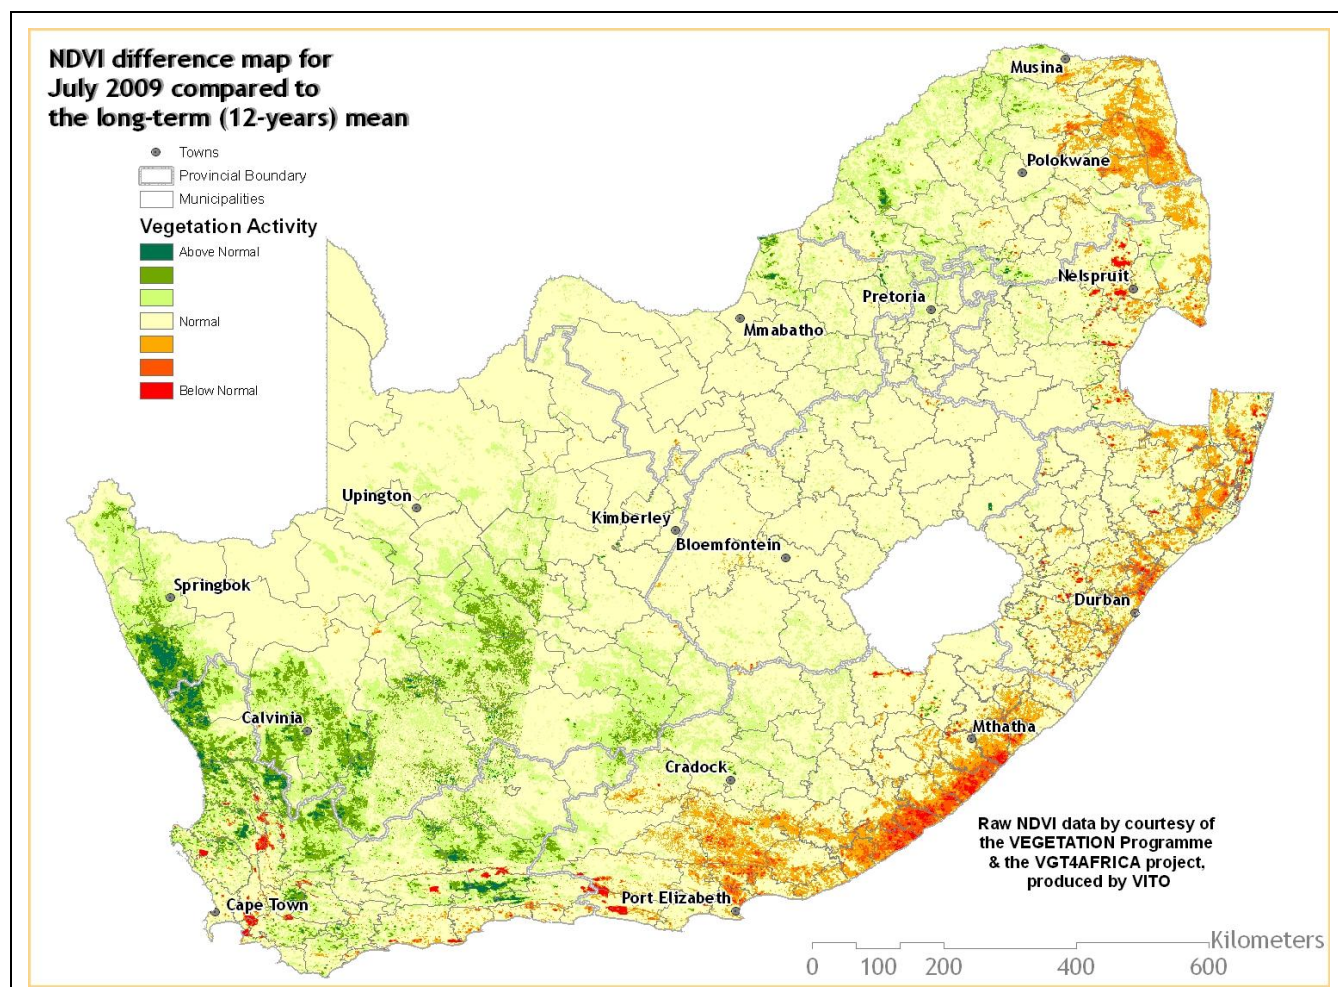 NDVI difference map for
July 2009 compared to
the long-term (12-years) mean
Towns
Provincial Boundary
Municipalities
Vegetation Activity
Above Normal
Normal
Below Normal
Musina
Polokwane
Nelspruit
Pretoria
Mmabatho
Upington
Kimberley
Bloemfontein
Springbok
Durban
Calvinia
Mthatha
Cradock
Port Elizabeth
Cape Town
Raw NDVI data by courtesy of
the VEGETATION Programme
& the VGT4AFRICA project,
produced by VITO
Kilometers
0 100 200 400 600